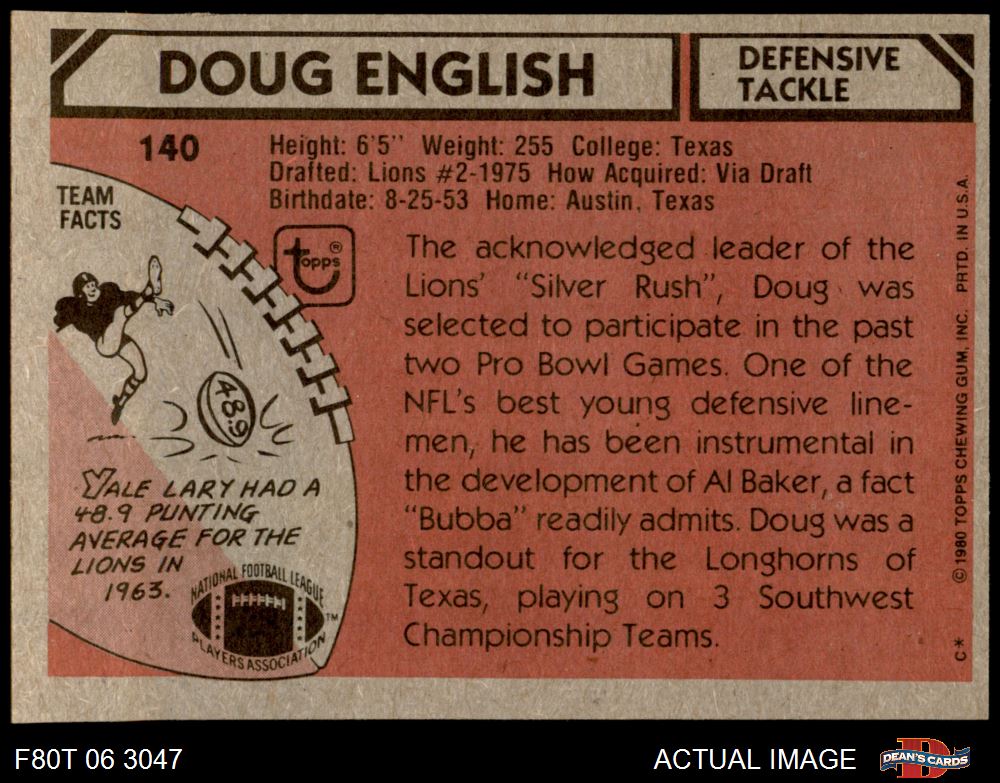 DOUG ENGLISH
DEFENSIVE
TACKLE
140
Height: 6'5'' Weight: 255 College: Texas
Drafted: Lions #2-1975 How Acquired: Via Draft
Birthdate: 8-25-53 Home: Austin, Texas
TEAM
FACTS
topps ®
48.9
YALE LARY HAD A
48.9 PUNTING
AVERAGE FOR THE
LIONS IN
1963.
NATIONAL FOOTBALL LEAGUE
PLAYERS ASSOCIATION
TM
The acknowledged leader of the
Lions' "Silver Rush", Doug was
selected to participate in the past
two Pro Bowl Games. One of the
NFL's best young defensive line-
men, he has been instrumental in
the development of Al Baker, a fact
"Bubba" readily admits. Doug was a
standout for the Longhorns of
Texas, playing on 3 Southwest
Championship Teams.
C* © 1980 TOPPS CHEWING GUM, INC. PRTD. IN U.S.A.
F80T 06 3047
ACTUAL IMAGE
DEAN'S CARDS